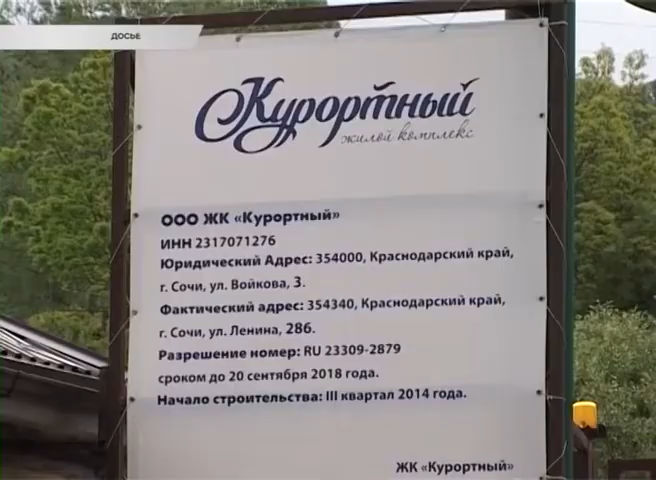 ДОСЬЕ
Курортный
жилой комплекс
ООО ЖК «Курортный»
ИНН 2317071276
Юридический Адрес: 354000, Краснодарский край,
г. Сочи, ул. Войкова, 3.
Фактический адрес: 354340, Краснодарский край,
г. Сочи, ул. Ленина, 286.
Разрешение номер: RU 23309-2879
сроком до 20 сентября 2018 года.
Начало строительства: III квартал 2014 года.
ЖК «Курортный»